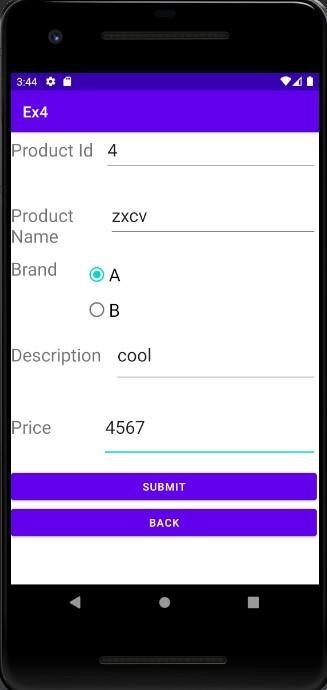 3:44
Ex4
Product Id 4
Product
Name zxcv
Brand A
B
Description cool
Price 4567
SUBMIT
BACK